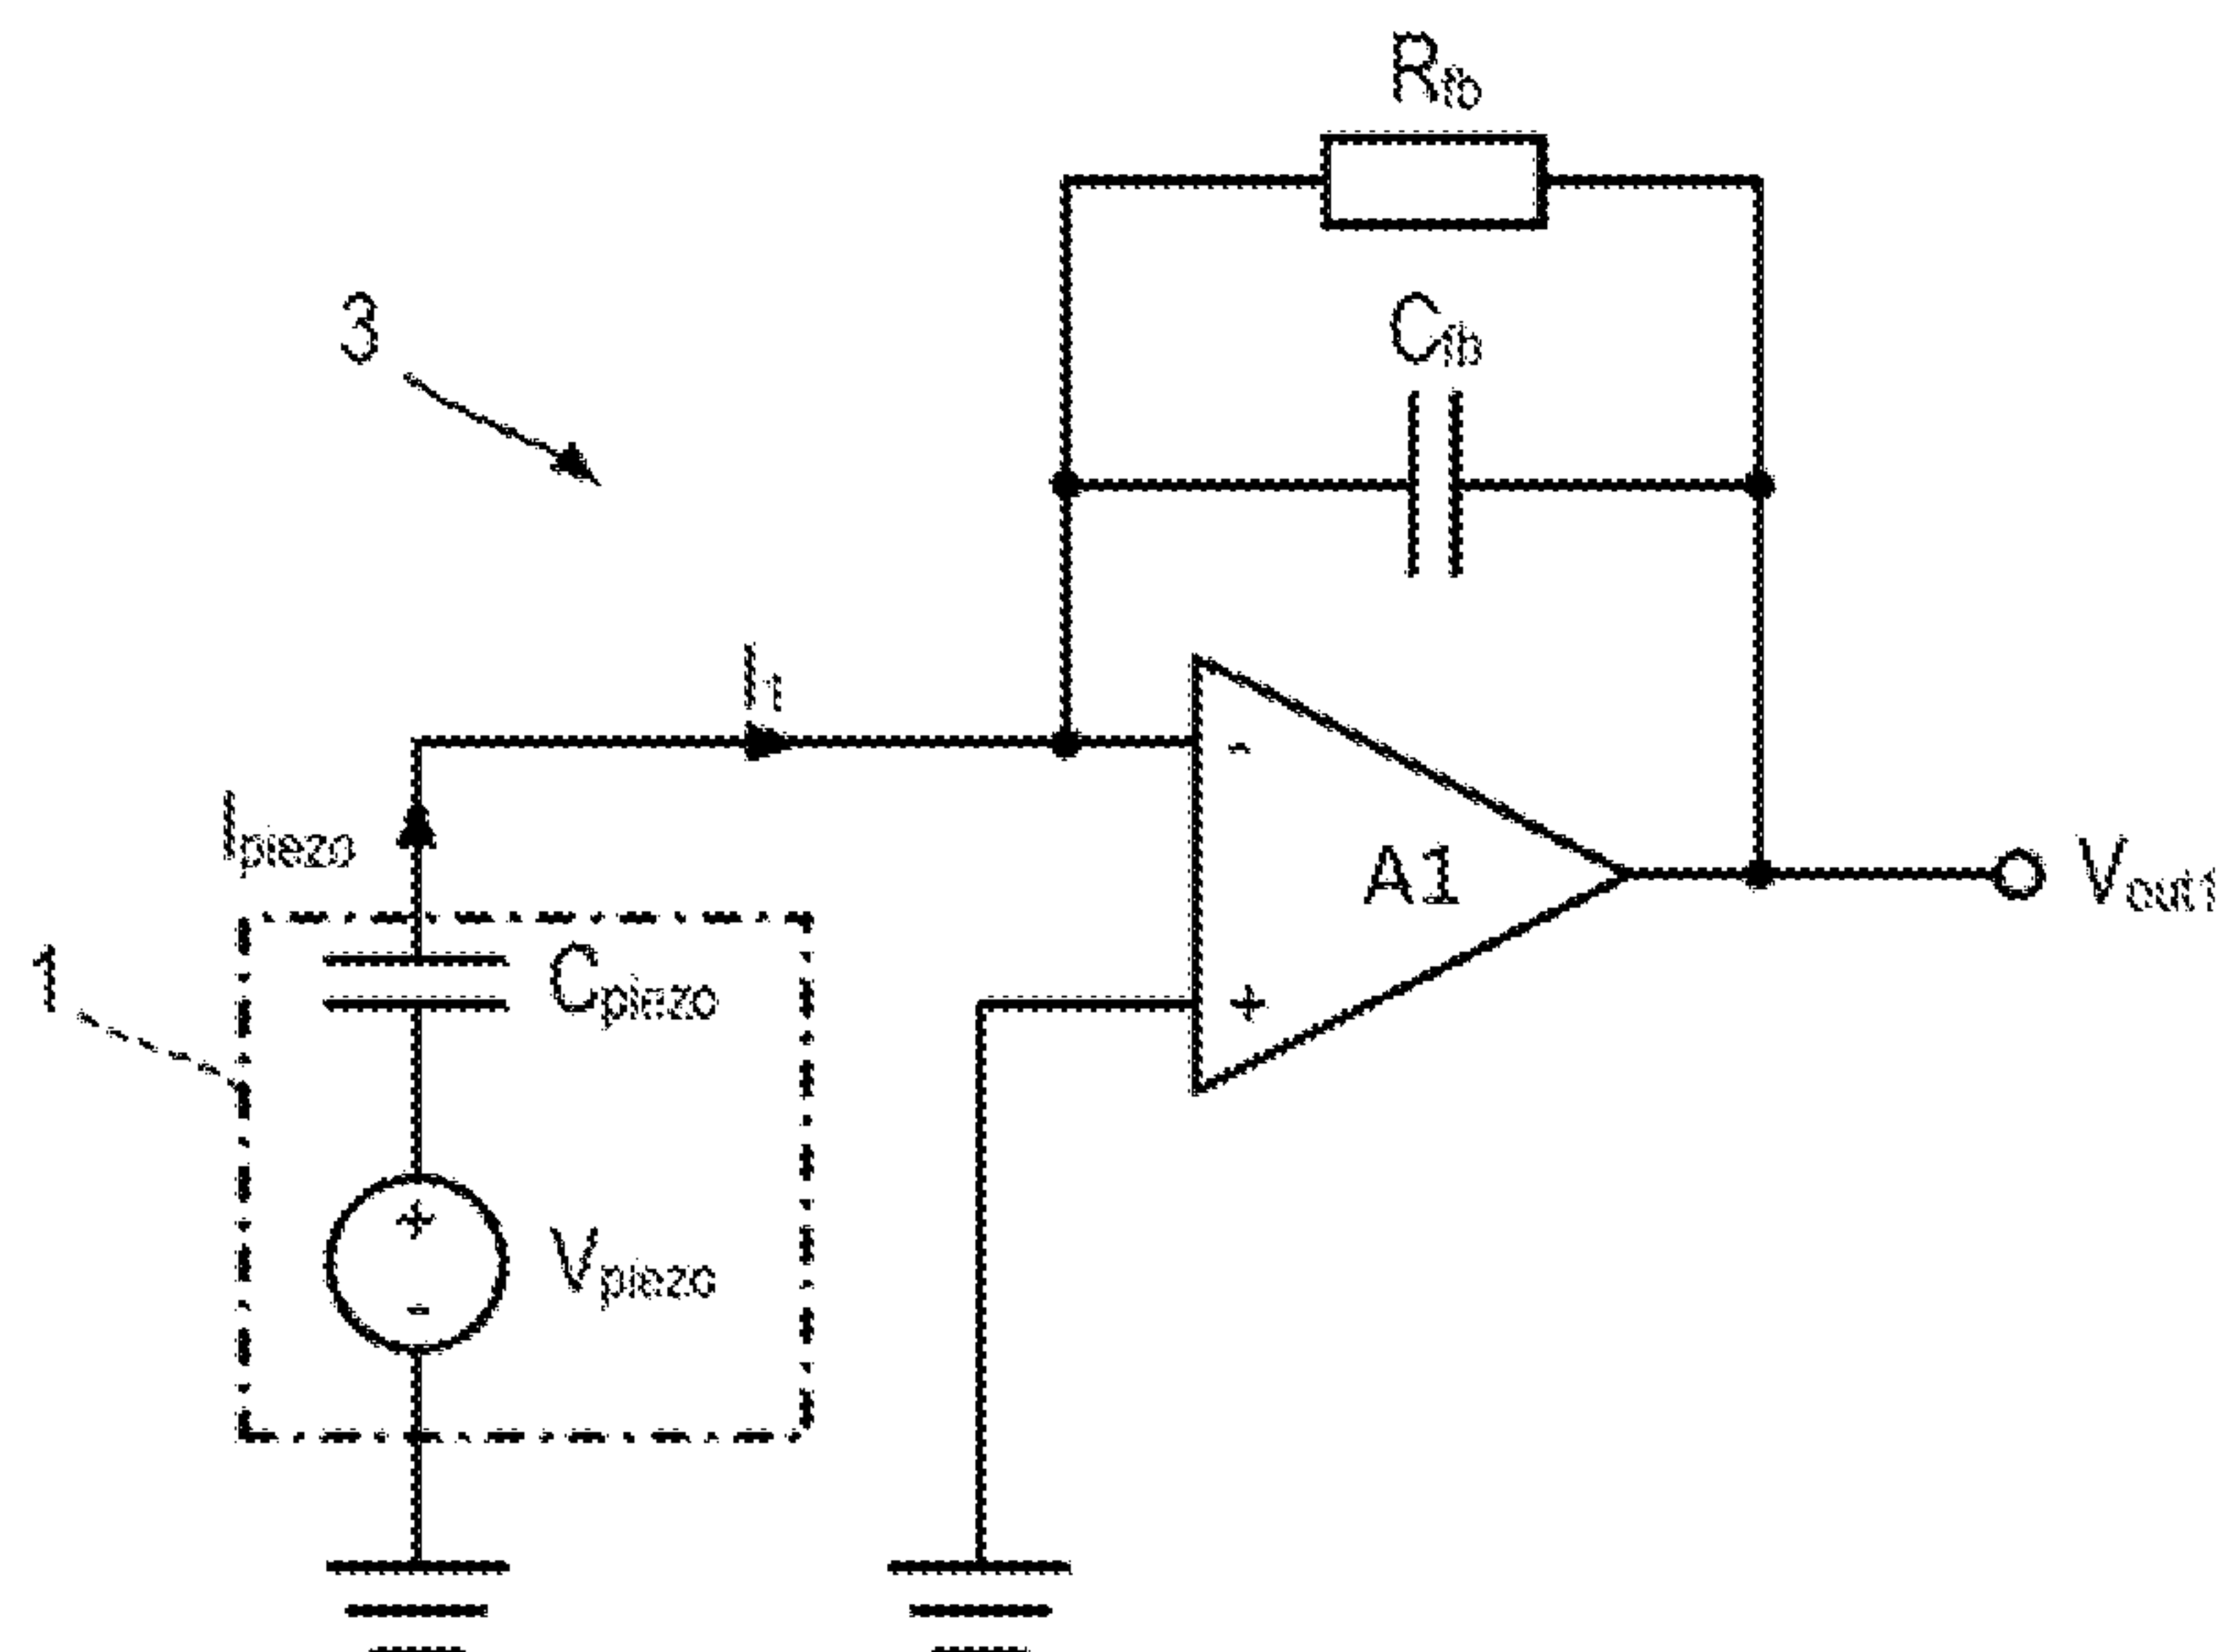 Rfb
3
Cfb
I1
Ipiezo
-
A1
Vout1
1
Cpiezo
+
+
Vpiezo
-